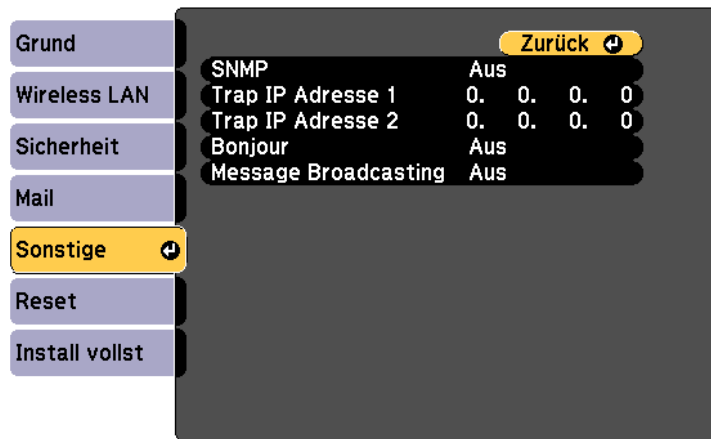 Grund
Wireless LAN
Sicherheit
Mail
Sonstige
Reset
Install vollst
Zurück
SNMP Aus
Trap IP Adresse 1 0. 0. 0. 0
Trap IP Adresse 2 0. 0. 0. 0
Bonjour Aus
Message Broadcasting Aus